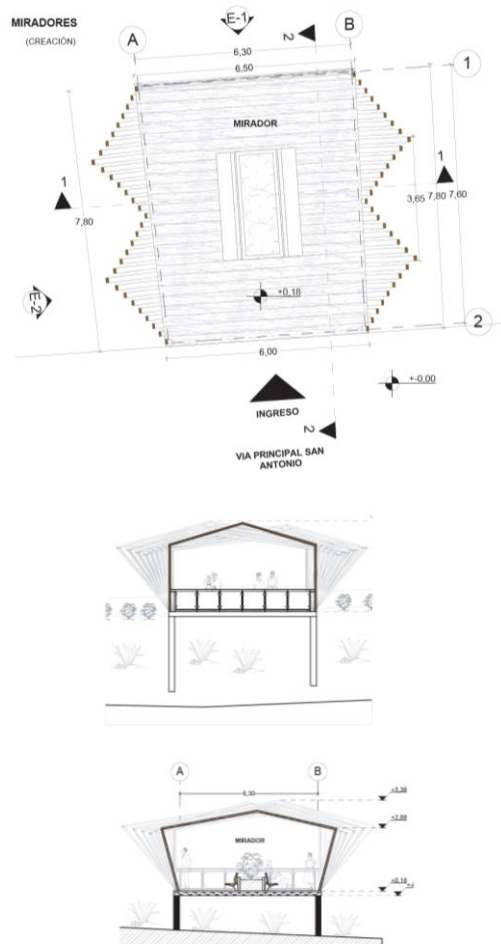 MIRADORES
(CREACIÓN)
A
E-1
2
B
6,30
1
6,50
MIRADOR
1
1
7,80
3,65
7,80
7,60
E-2
+0,18
2
6,00
+-0,00
INGRESO
2
VIA PRINCIPAL SAN
ANTONIO
A
B
6,30
+3,38
MIRADOR
+0,18